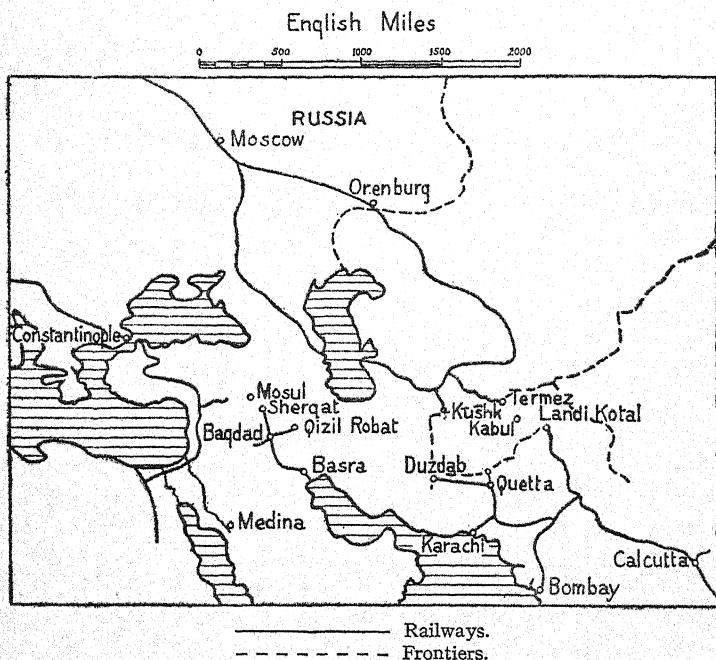 English Miles
0 500 1000 1500 2000
RUSSIA
Moscow
Orenburg
Constantinople
Mosul
Sherqat
Baqdad
Qizil Robat
Basra
Medina
Kushk
Termez
Kabul
Landi Kotal
Duzdab
Quetta
Karachi
Calcutta
Bombay
Railways.
Frontiers.